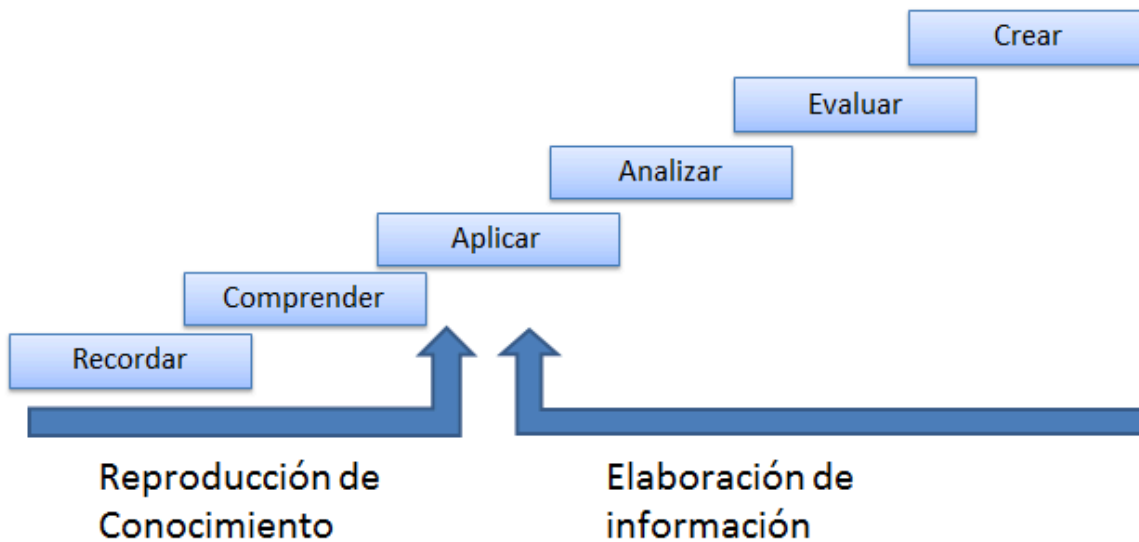 Crear
Evaluar
Analizar
Aplicar
Comprender
Recordar
Reproducción de
Conocimiento
Elaboración de
información